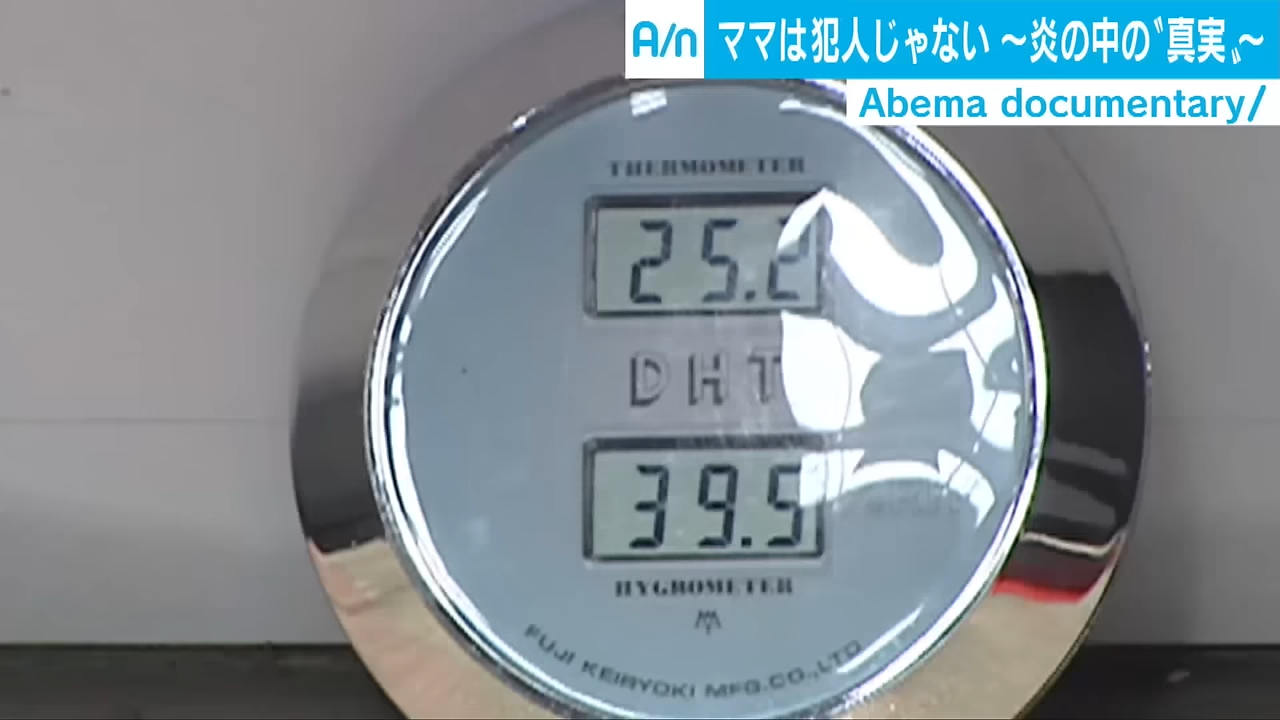 A/n ママは犯人じゃない ～炎の中の〝真実〟～
Abema documentary/
THERMOMETER
25.2
DHT
39.5
HYGROMETER
FUJI KEIRYOKI MFG.CO.,LTD